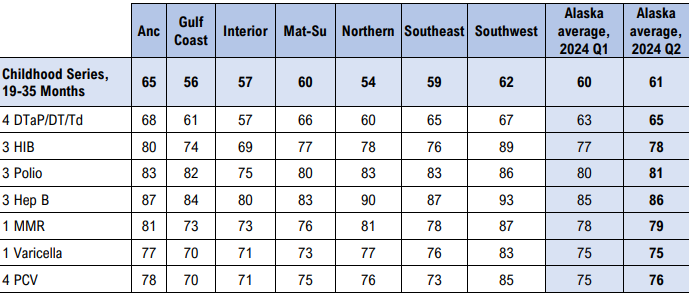 Anc Gulf Coast Interior Mat-Su Northern Southeast Southwest Alaska average, 2024 Q1 Alaska average, 2024 Q2
Childhood Series, 19-35 Months 65 56 57 60 54 59 62 60 61
4 DTaP/DT/Td 68 61 57 66 60 65 67 63 65
3 HIB 80 74 69 77 78 76 89 77 78
3 Polio 83 82 75 80 83 83 86 80 81
3 Hep B 87 84 80 83 90 87 93 85 86
1 MMR 81 73 73 76 81 78 87 78 79
1 Varicella 77 70 71 73 77 76 83 75 75
4 PCV 78 70 71 75 76 73 85 75 76